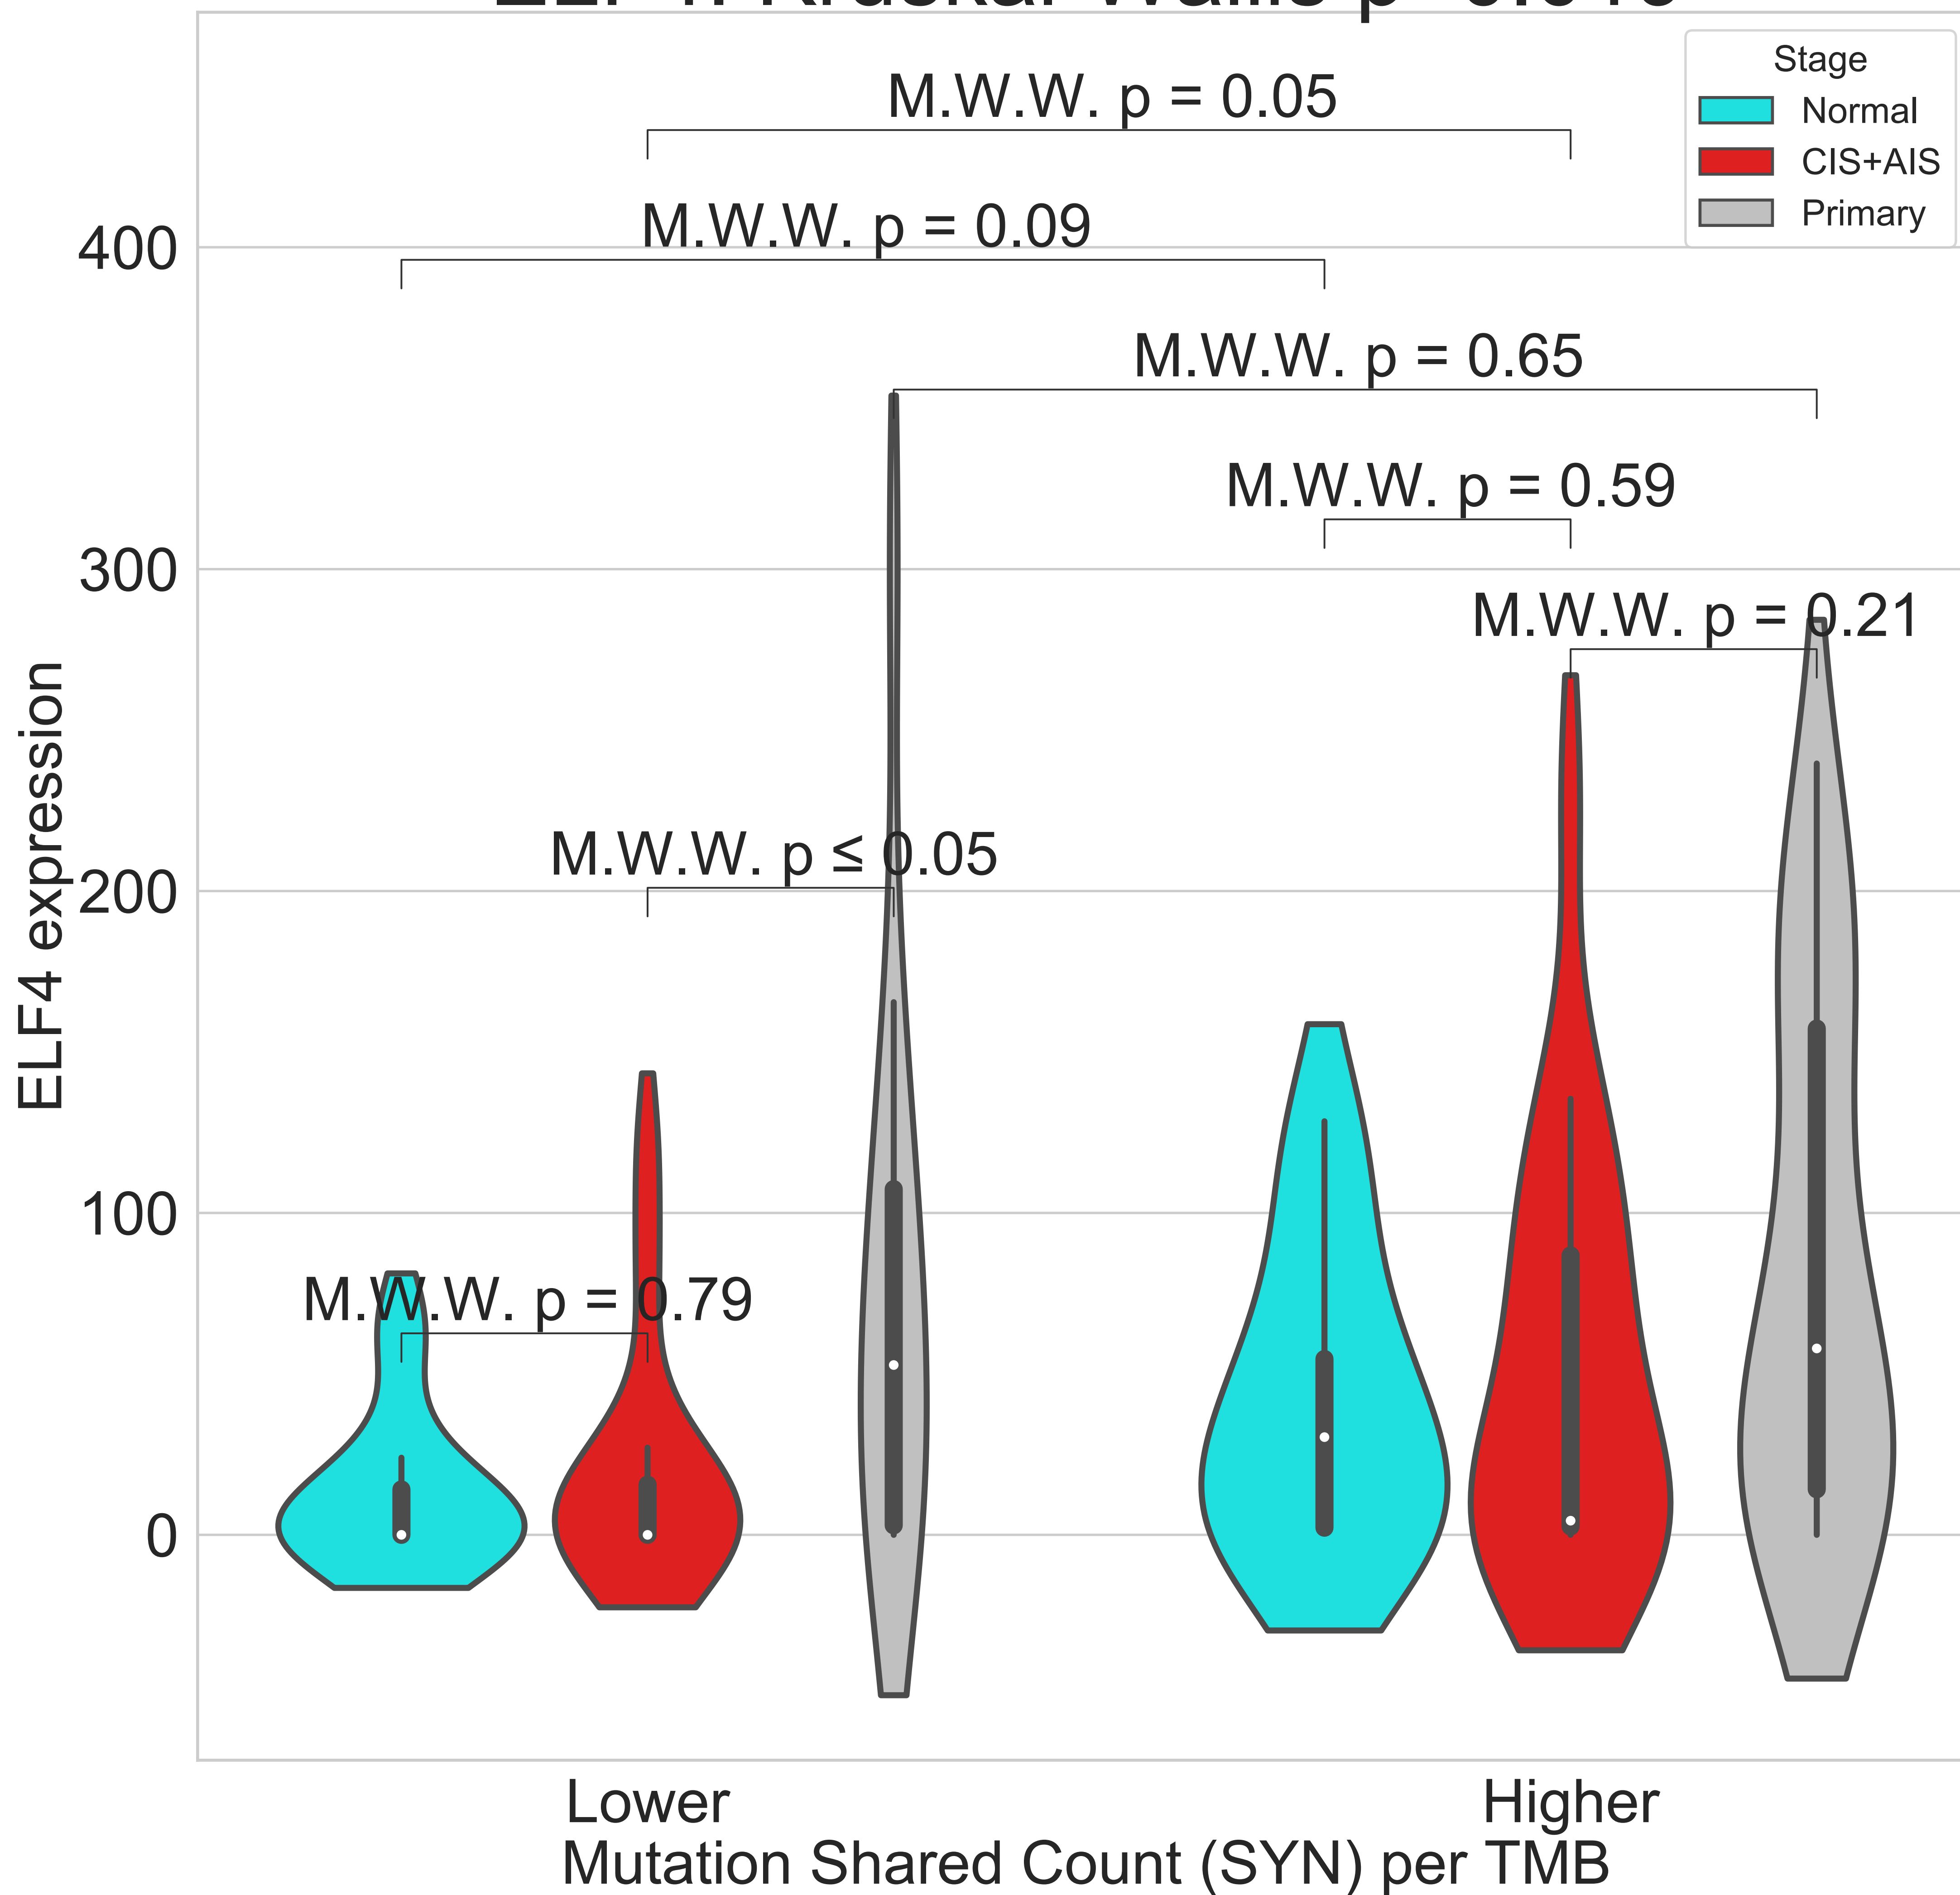 Stage
Normal
CIS+AIS
Primary
M.W.W. p = 0.05
M.W.W. p = 0.09
M.W.W. p = 0.65
M.W.W. p = 0.59
M.W.W. p = 0.21
M.W.W. p ≤ 0.05
M.W.W. p = 0.79
400
300
200
100
0
ELF4 expression
Lower
Higher
Mutation Shared Count (SYN) per TMB